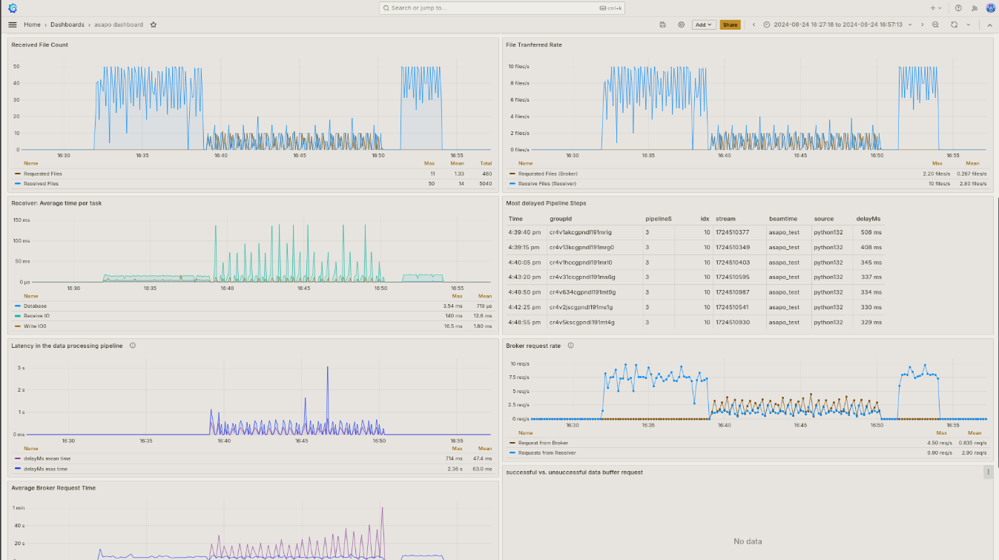 Search or jump to...
ctrl+k
Home › Dashboards › asapo dashboard
Add
Share
2024-08-24 16:27:18 to 2024-08-24 16:57:13
Received File Count
50
40
30
20
10
0
16:30 16:35 16:40 16:45 16:50 16:55
Name Max Mean Total
Requested Files 11 1.33 480
Received Files 50 14 5040
File Tranferred Rate
10 files/s
8 files/s
6 files/s
4 files/s
2 files/s
0 files/s
16:30 16:35 16:40 16:45 16:50 16:55
Name Max Mean
Requested Files (Broker) 2.20 files/s 0.267 files/s
Receive Files (Receiver) 10 files/s 2.80 files/s
Receiver: Average time per task
150 ms
100 ms
50 ms
0 µs
16:30 16:35 16:40 16:45 16:50 16:55
Name Max Mean
Database 3.54 ms 719 µs
Receive IO 140 ms 12.6 ms
Write IO0 16.5 ms 1.80 ms
Most delayed Pipeline Steps
Time groupId pipelineS Idx stream beamtime source delayMs
4:39:40 pm cr4v1akcgpndl191mrig 3 10 1724510377 asapo_test python132 508 ms
4:39:15 pm cr4v13kcgpndl191mrg0 3 10 1724510349 asapo_test python132 408 ms
4:40:05 pm cr4v1hccgpndl191mrl0 3 10 1724510403 asapo_test python132 345 ms
4:43:20 pm cr4v31ccgpndl191ms6g 3 10 1724510595 asapo_test python132 337 ms
4:49:50 pm cr4v634cgpndl191mt9g 3 10 1724510987 asapo_test python132 334 ms
4:42:25 pm cr4v2jscgpndl191ms1g 3 10 1724510541 asapo_test python132 330 ms
4:48:55 pm cr4v5kscgpndl191mt4g 3 10 1724510930 asapo_test python132 329 ms
Latency in the data processing pipeline
3 s
2 s
1 s
0 ms
16:30 16:35 16:40 16:45 16:50 16:55
Name Max Mean
delayMs mean time 714 ms 47.4 ms
delayMs max time 2.36 s 63.0 ms
Broker request rate
10 req/s
7.5 req/s
5 req/s
2.5 req/s
0 req/s
16:30 16:35 16:40 16:45 16:50 16:55
Name Max Mean
Request from Broker 4.50 req/s 0.835 req/s
Requests from Receiver 9.90 req/s 2.90 req/s
Average Broker Request Time
1 min
40 s
20 s
successful vs. unsuccessful data buffer request
No data